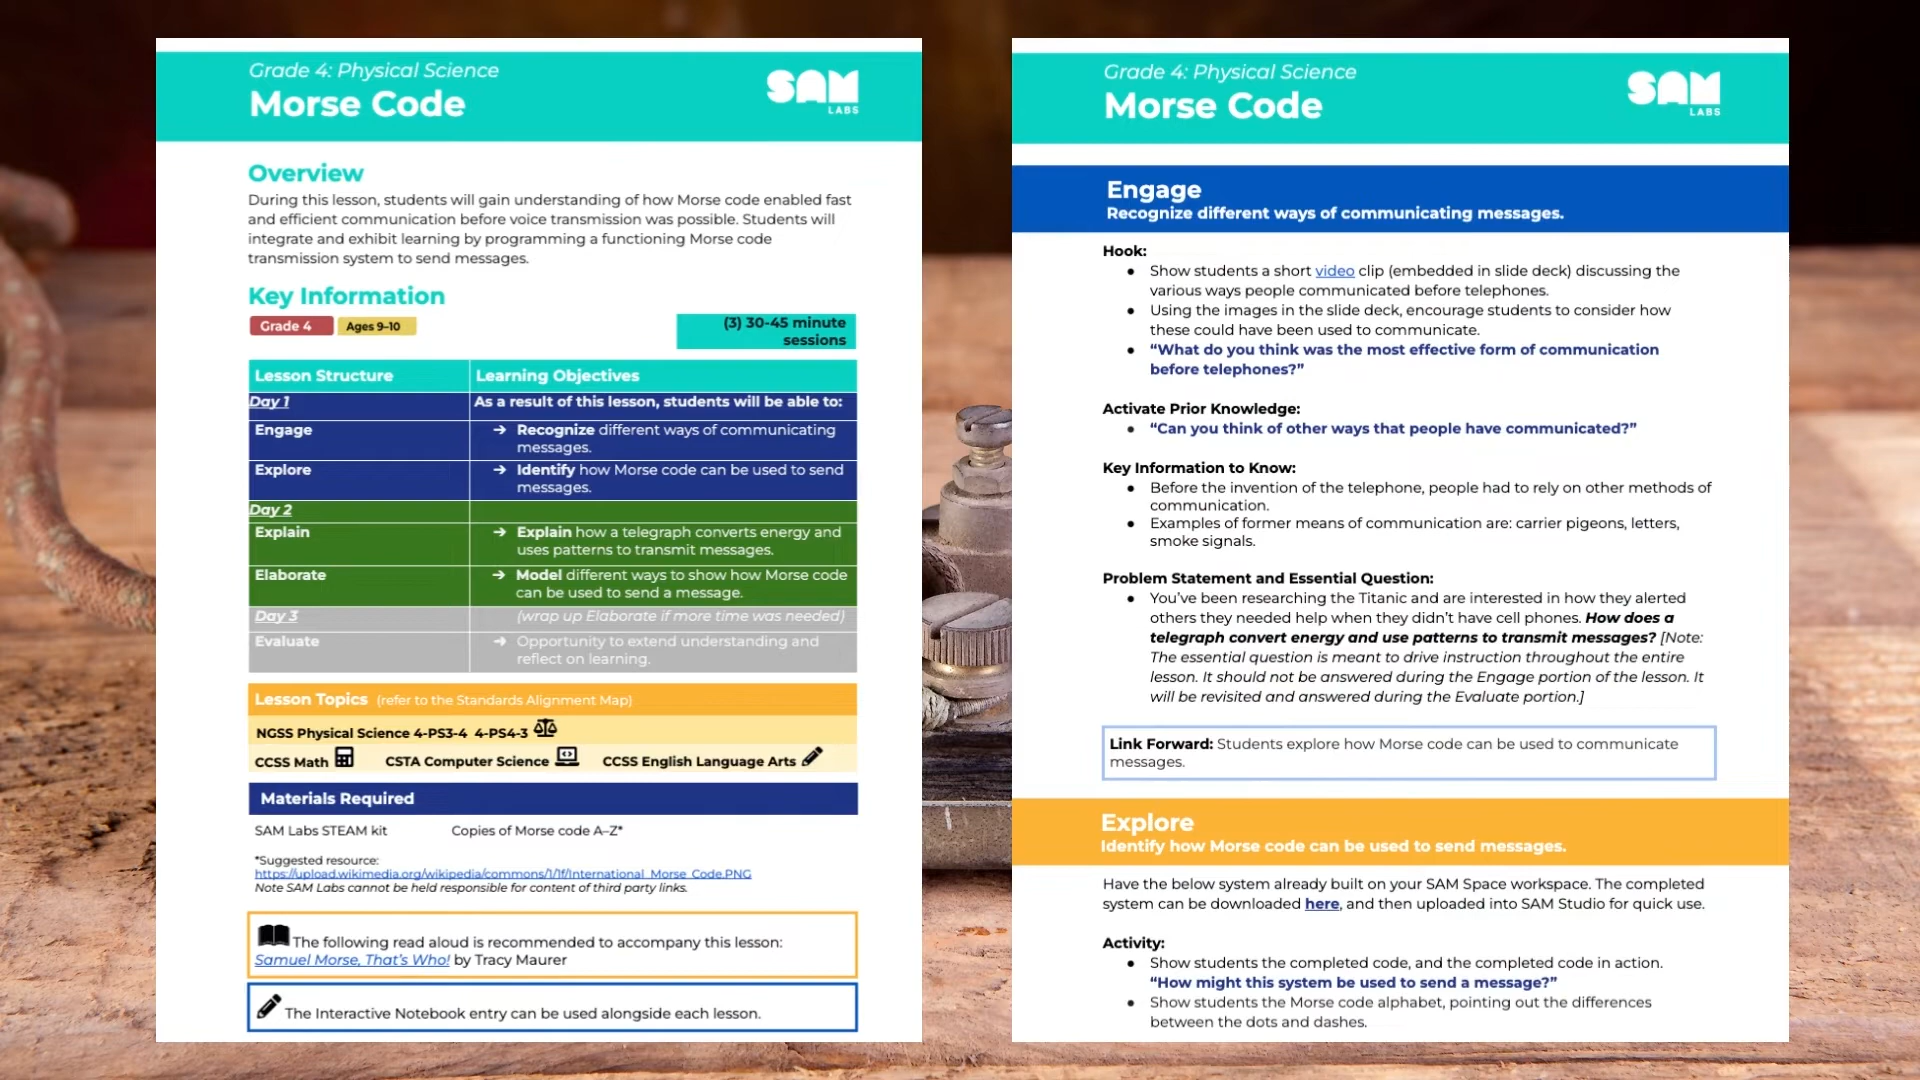 Grade 4: Physical Science
Morse Code
SAM
LABS
Overview
During this lesson, students will gain understanding of how Morse code enabled fast
and efficient communication before voice transmission was possible. Students will
integrate and exhibit learning by programming a functioning Morse code
transmission system to send messages.
Key Information
Grade 4
Ages 9–10
(3) 30-45 minute
sessions
Lesson Structure
Learning Objectives
Day 1
As a result of this lesson, students will be able to:
Engage
➔ Recognize different ways of communicating
messages.
Explore
➔ Identify how Morse code can be used to send
messages.
Day 2
Explain
➔ Explain how a telegraph converts energy and
uses patterns to transmit messages.
Elaborate
➔ Model different ways to show how Morse code
can be used to send a message.
Day 3
(wrap up Elaborate if more time was needed)
Evaluate
➔ Opportunity to extend understanding and
reflect on learning.
Lesson Topics (refer to the Standards Alignment Map)
NGSS Physical Science 4-PS3-4 4-PS4-3
CCSS Math
CSTA Computer Science
CCSS English Language Arts
Materials Required
SAM Labs STEAM kit
Copies of Morse code A–Z*
*Suggested resource:
https://upload.wikimedia.org/wikipedia/commons/1/1f/International_Morse_Code.PNG
Note SAM Labs cannot be held responsible for content of third party links.
The following read aloud is recommended to accompany this lesson:
Samuel Morse, That's Who! by Tracy Maurer
The Interactive Notebook entry can be used alongside each lesson.
Grade 4: Physical Science
Morse Code
SAM
LABS
Engage
Recognize different ways of communicating messages.
Hook:
● Show students a short video clip (embedded in slide deck) discussing the
various ways people communicated before telephones.
● Using the images in the slide deck, encourage students to consider how
these could have been used to communicate.
● “What do you think was the most effective form of communication
before telephones?”
Activate Prior Knowledge:
● “Can you think of other ways that people have communicated?”
Key Information to Know:
● Before the invention of the telephone, people had to rely on other methods of
communication.
● Examples of former means of communication are: carrier pigeons, letters,
smoke signals.
Problem Statement and Essential Question:
● You’ve been researching the Titanic and are interested in how they alerted
others they needed help when they didn’t have cell phones. How does a
telegraph convert energy and use patterns to transmit messages? [Note:
The essential question is meant to drive instruction throughout the entire
lesson. It should not be answered during the Engage portion of the lesson. It
will be revisited and answered during the Evaluate portion.]
Link Forward: Students explore how Morse code can be used to communicate
messages.
Explore
Identify how Morse code can be used to send messages.
Have the below system already built on your SAM Space workspace. The completed
system can be downloaded here, and then uploaded into SAM Studio for quick use.
Activity:
● Show students the completed code, and the completed code in action.
“How might this system be used to send a message?”
● Show students the Morse code alphabet, pointing out the differences
between the dots and dashes.